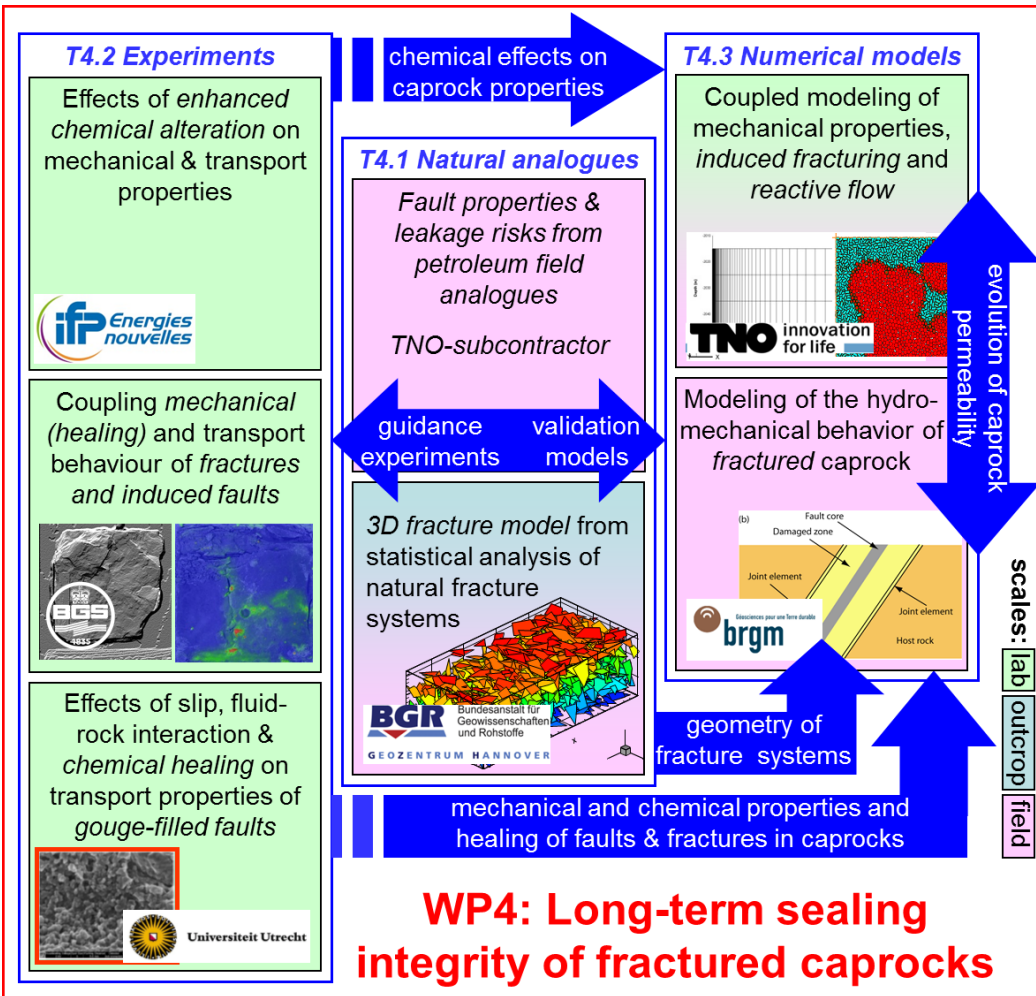 T4.2 Experiments
Effects of enhanced
chemical alteration on
mechanical & transport
properties
ifp Energies
nouvelles
Coupling mechanical
(healing) and transport
behaviour of fractures
and induced faults
BGS
1835
Effects of slip, fluid-
rock interaction &
chemical healing on
transport properties of
gouge-filled faults
Universiteit Utrecht
chemical effects on
caprock properties
T4.1 Natural analogues
Fault properties &
leakage risks from
petroleum field
analogues
TNO-subcontractor
guidance
experiments
validation
models
3D fracture model from
statistical analysis of
natural fracture
systems
BGR
Bundesanstalt für
Geowissenschaften
und Rohstoffe
GEOZENTRUM HANNOVER
x
T4.3 Numerical models
Coupled modeling of
mechanical properties,
induced fracturing and
reactive flow
TNO innovation
for life
X
Modeling of the hydro-
mechanical behavior of
fractured caprock
(b)
Fault core
Damaged zone
Joint element
Joint element
Host rock
Géosciences pour une Terre durable
brgm
evolution of caprock
permeability
geometry of
fracture systems
mechanical and chemical properties and
healing of faults & fractures in caprocks
scales: lab outcrop field
WP4: Long-term sealing
integrity of fractured caprocks